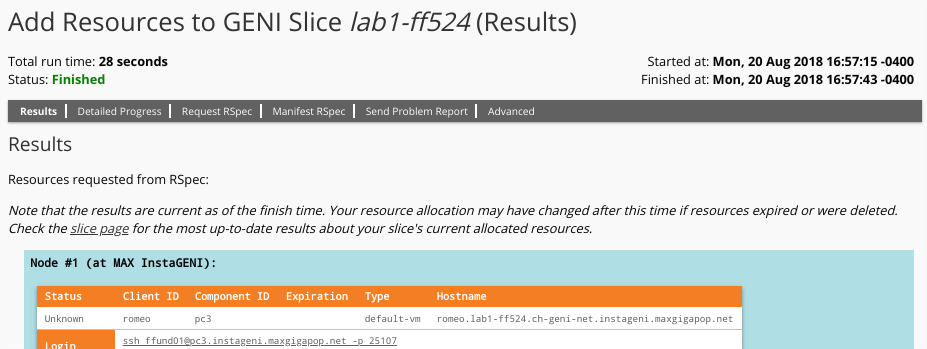 Add Resources to GENI Slice lab1-ff524 (Results)
Total run time: 28 seconds
Started at: Mon, 20 Aug 2018 16:57:15 -0400
Status: Finished
Finished at: Mon, 20 Aug 2018 16:57:43 -0400
Results Detailed Progress Request RSpec Manifest RSpec Send Problem Report Advanced
Results
Resources requested from RSpec:
Note that the results are current as of the finish time. Your resource allocation may have changed after this time if resources expired or were deleted.
Check the slice page for the most up-to-date results about your slice's current allocated resources.
Node #1 (at MAX InstaGENI):
Status Client ID Component ID Expiration Type Hostname
Unknown romeo pc3 default-vm romeo.lab1-ff524.ch-geni-net.instageni.maxgigapop.net
Login ssh ffund01@pc3.instageni.maxgigapop.net -p 25107